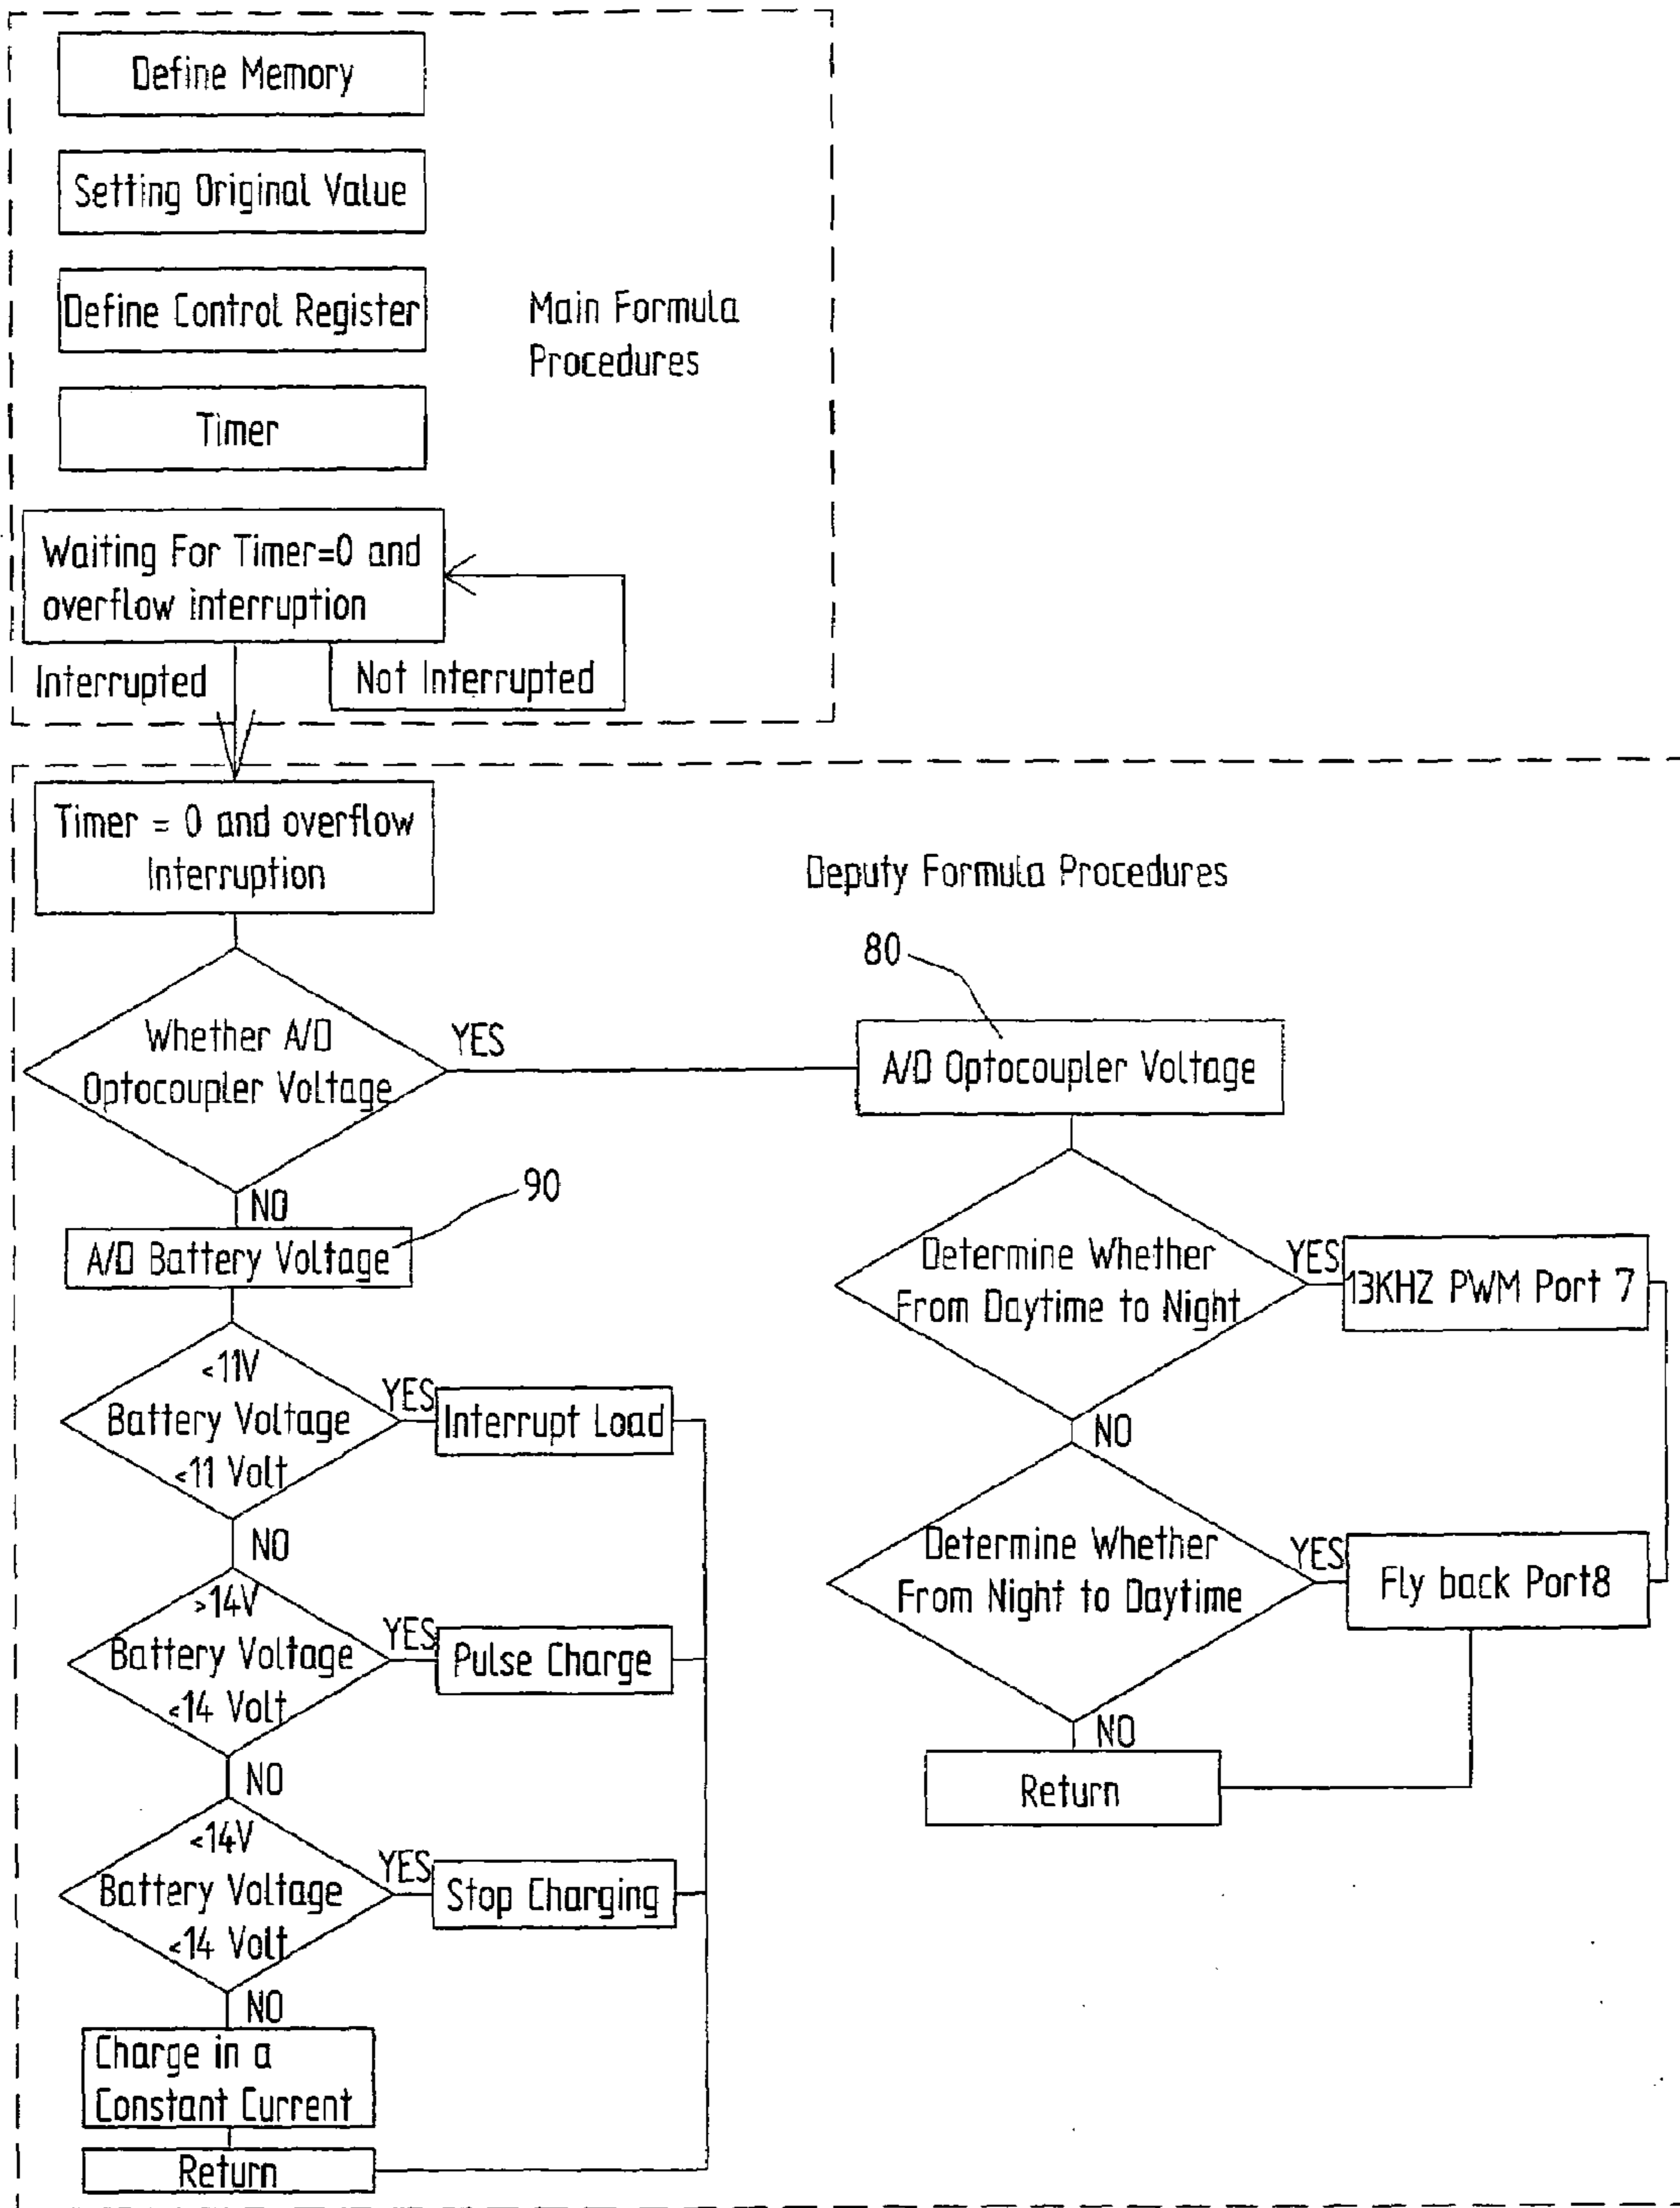 Define Memory
Setting Original Value
Define Control Register
Main Formula
Procedures
Timer
Waiting For Timer=0 and
overflow interruption
Interrupted
Not Interrupted
Timer = 0 and overflow
Interruption
Deputy Formula Procedures
80
Whether A/D
Optocoupler Voltage
YES
A/D Optocoupler Voltage
NO
90
A/D Battery Voltage
Determine Whether
From Daytime to Night
YES
13KHZ PWM Port 7
<11V
Battery Voltage
<11 Volt
YES
Interrupt Load
NO
NO
Determine Whether
From Night to Daytime
YES
Fly back Port8
>14V
Battery Voltage
<14 Volt
YES
Pulse Charge
NO
Return
NO
<14V
Battery Voltage
<14 Volt
YES
Stop Charging
NO
Charge in a
Constant Current
Return